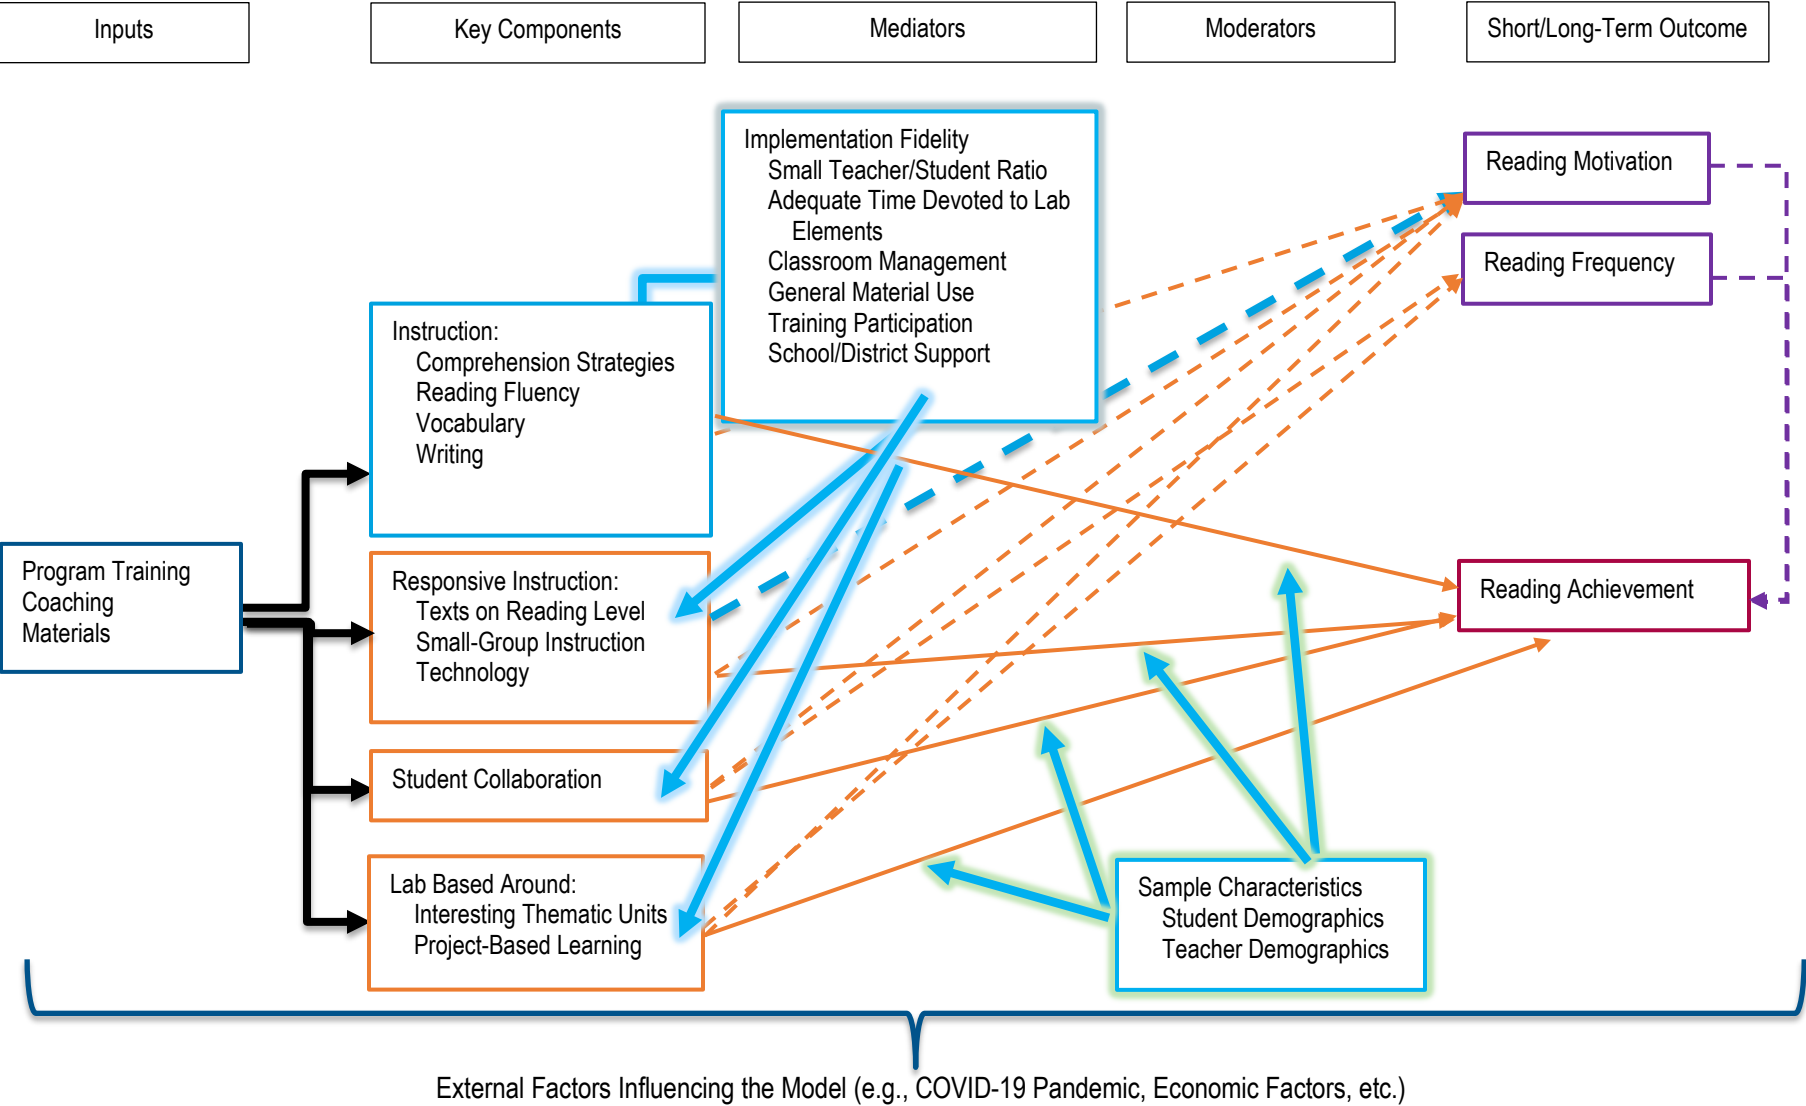 Inputs
Key Components
Mediators
Moderators
Short/Long-Term Outcome
Program Training
Coaching
Materials
Instruction:
Comprehension Strategies
Reading Fluency
Vocabulary
Writing
Responsive Instruction:
Texts on Reading Level
Small-Group Instruction
Technology
Student Collaboration
Lab Based Around:
Interesting Thematic Units
Project-Based Learning
Implementation Fidelity
Small Teacher/Student Ratio
Adequate Time Devoted to Lab
Elements
Classroom Management
General Material Use
Training Participation
School/District Support
Sample Characteristics
Student Demographics
Teacher Demographics
Reading Motivation
Reading Frequency
Reading Achievement
External Factors Influencing the Model (e.g., COVID-19 Pandemic, Economic Factors, etc.)